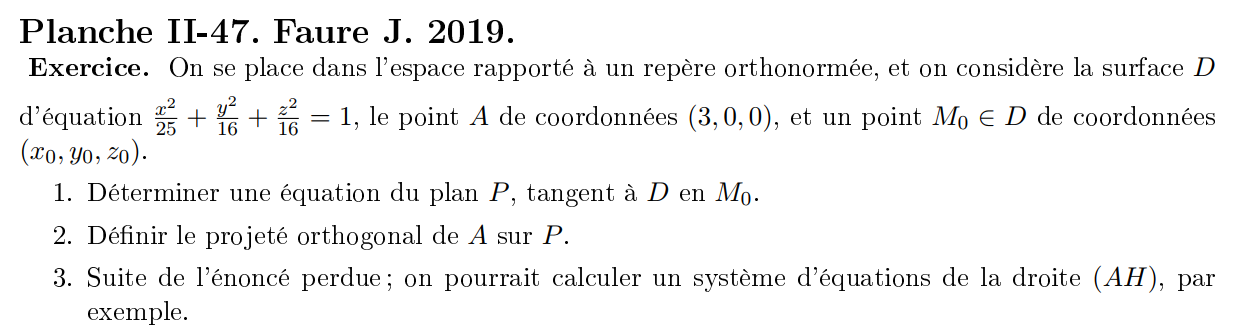 Planche II-47. Faure J. 2019.
Exercice. On se place dans l'espace rapporté à un repère orthonormée, et on considère la surface D
d'équation $\frac{x^2}{25} + \frac{y^2}{16} + \frac{z^2}{16} = 1$, le point A de coordonnées (3, 0, 0), et un point $M_0 \in D$ de coordonnées
$(x_0, y_0, z_0)$.
1. Déterminer une équation du plan P, tangent à D en $M_0$.
2. Définir le projeté orthogonal de A sur P.
3. Suite de l'énoncé perdue ; on pourrait calculer un système d'équations de la droite (AH), par
exemple.